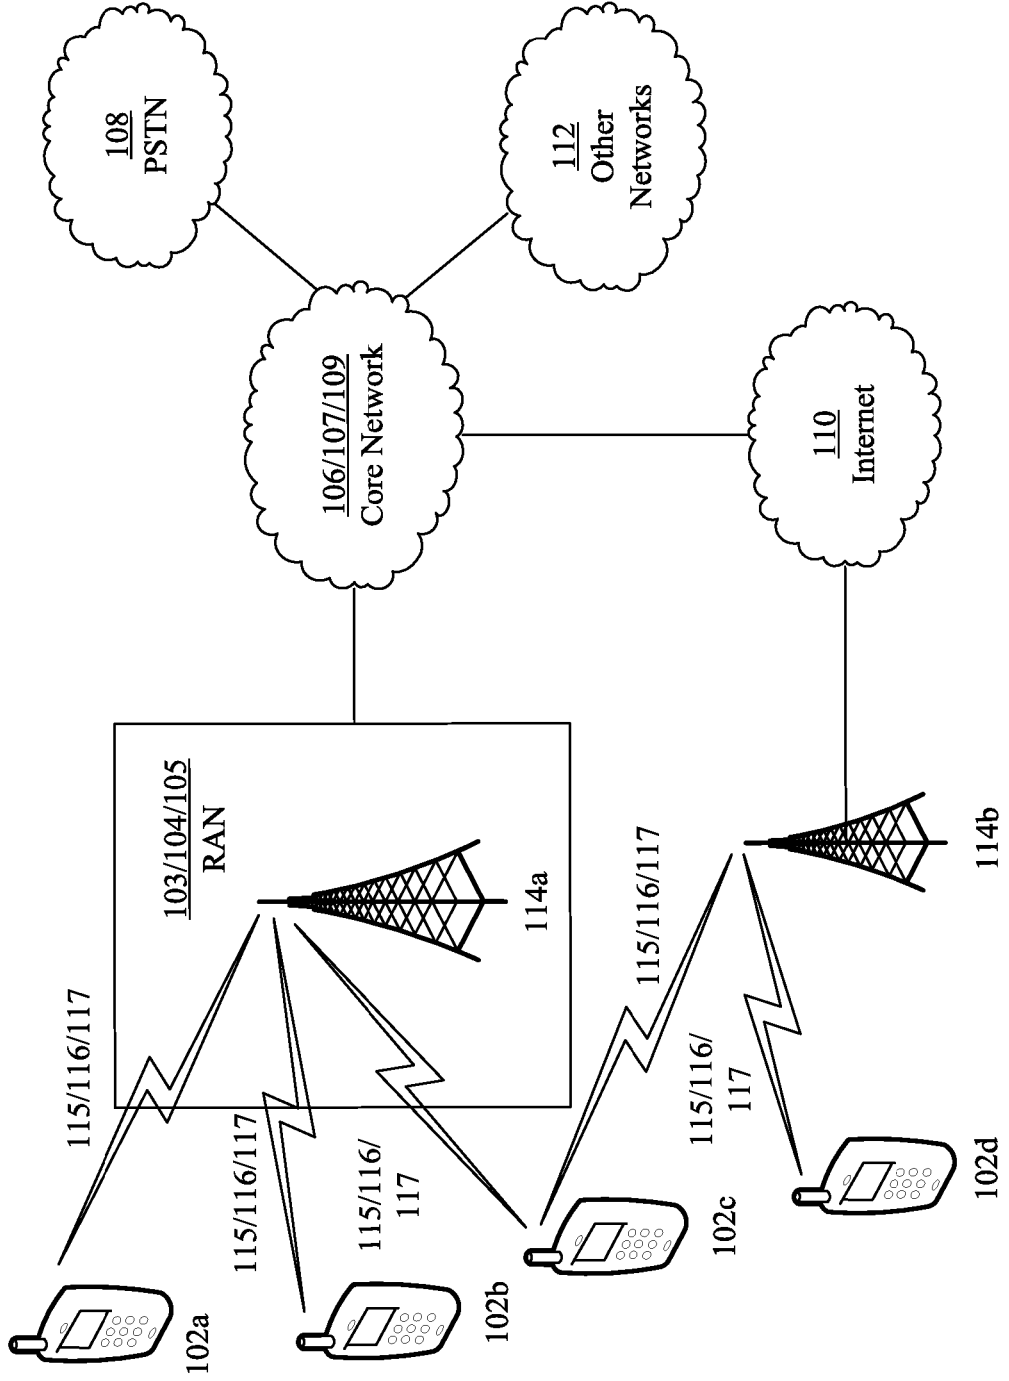 108
PSTN
112
Other
Networks
106/107/109
Core Network
110
Internet
103/104/105
RAN
114a
114b
115/116/117
115/116/117
115/116/
117
115/116/117
115/116/
117
102a
102b
102c
102d